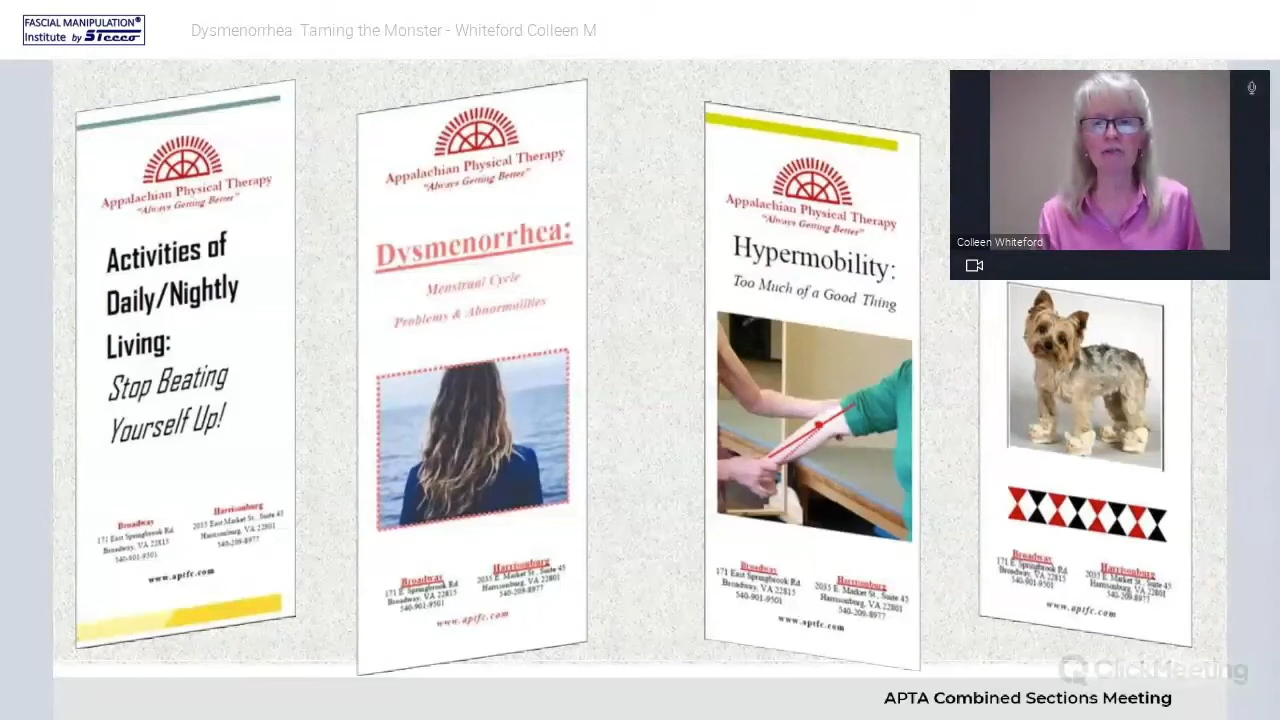 FASCIAL MANIPULATION®
Institute by STECCO
Dysmenorrhea Taming the Monster - Whiteford Colleen M
Appalachian Physical Therapy
"Always Getting Better"
Activities of
Daily/Nightly
Living:
Stop Beating
Yourself Up!
Broadway
171 East Springbrook Rd.
Broadway, VA 22815
540-901-9501
Harrisonburg
2035 East Market St., Suite 45
Harrisonburg, VA 22801
540-209-8977
www.aptfc.com
Appalachian Physical Therapy
"Always Getting Better"
Dysmenorrhea:
Menstrual Cycle
Problems & Abnormalities
Broadway
171 E. Springbrook Rd.
Broadway, VA 22815
540-901-9501
Harrisonburg
2035 E. Market St., Suite 45
Harrisonburg, VA 22801
540-209-8977
www.aptfc.com
Appalachian Physical Therapy
"Always Getting Better"
Hypermobility:
Too Much of a Good Thing
Broadway
171 East Springbrook Rd.
Broadway, VA 22815
540-901-9501
Harrisonburg
2035 E. Market St., Suite 45
Harrisonburg, VA 22801
540-209-8977
www.aptfc.com
Colleen Whiteford
Broadway
171 E. Springbrook Rd.
Broadway, VA 22815
540-901-9501
Harrisonburg
2035 E. Market St., Suite 45
Harrisonburg, VA 22801
540-209-8977
www.aptfc.com
ClickMeeting
APTA Combined Sections Meeting